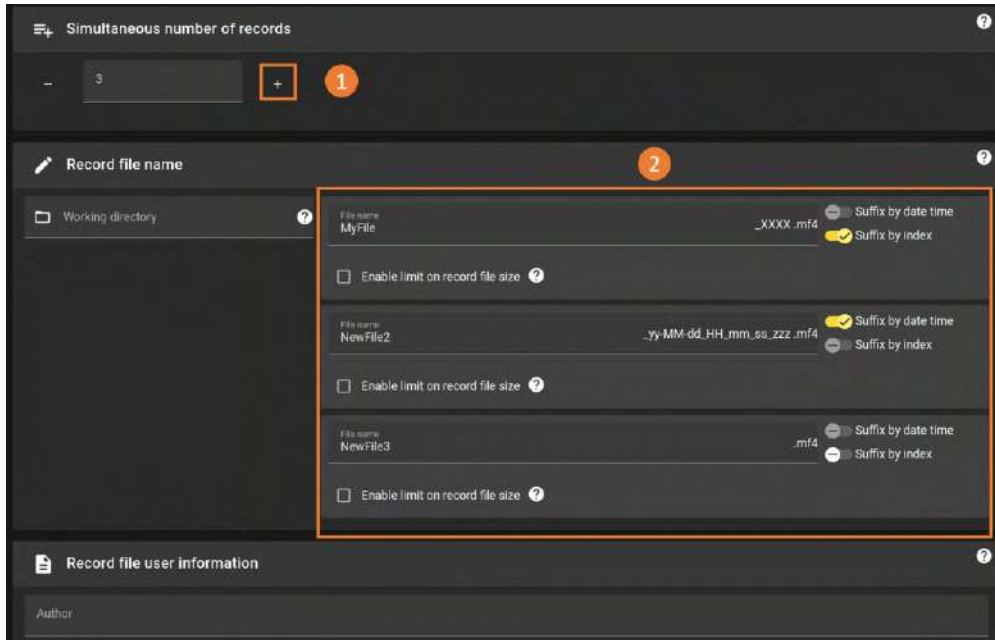 Simultaneous number of records
?
-
3
+
1
Record file name
2
?
Working directory
?
File name
MyFile
_XXXX .mf4
Suffix by date time
Suffix by index
Enable limit on record file size ?
File name
NewFile2
_yy-MM-dd_HH_mm_ss_zzz .mf4
Suffix by date time
Suffix by index
Enable limit on record file size ?
File name
NewFile3
.mf4
Suffix by date time
Suffix by index
Enable limit on record file size ?
Record file user information
?
Author